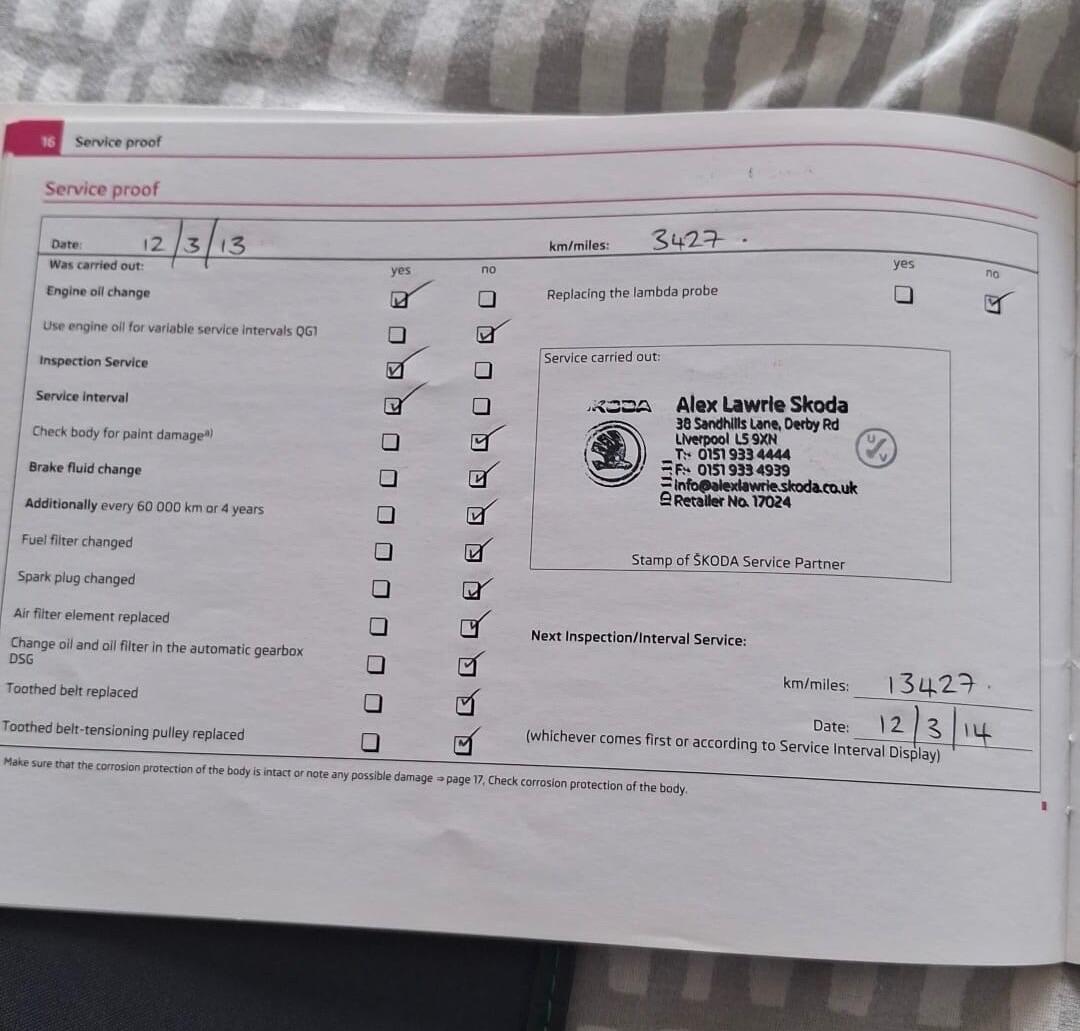 16 Service proof
Service proof
Date: 12/3/13 km/miles: 3427.
Was carried out: yes no yes no
Engine oil change Replacing the lambda probe
Use engine oil for variable service intervals QG1
Inspection Service Service carried out:
Service interval
ŠKODA Alex Lawrie Skoda
38 Sandhills Lane, Derby Rd
Liverpool L5 9XN
T: 0151 933 4444
F: 0151 933 4939
Info@alexlawrie.skoda.co.uk
Retailer No. 17024
U/V
Check body for paint damage a)
Brake fluid change
Additionally every 60 000 km or 4 years
Fuel filter changed Stamp of ŠKODA Service Partner
Spark plug changed
Air filter element replaced Next Inspection/Interval Service:
Change oil and oil filter in the automatic gearbox
DSG
km/miles: 13427.
Toothed belt replaced Date: 12/3/14
Toothed belt-tensioning pulley replaced (whichever comes first or according to Service Interval Display)
Make sure that the corrosion protection of the body is intact or note any possible damage ⇒ page 17, Check corrosion protection of the body.